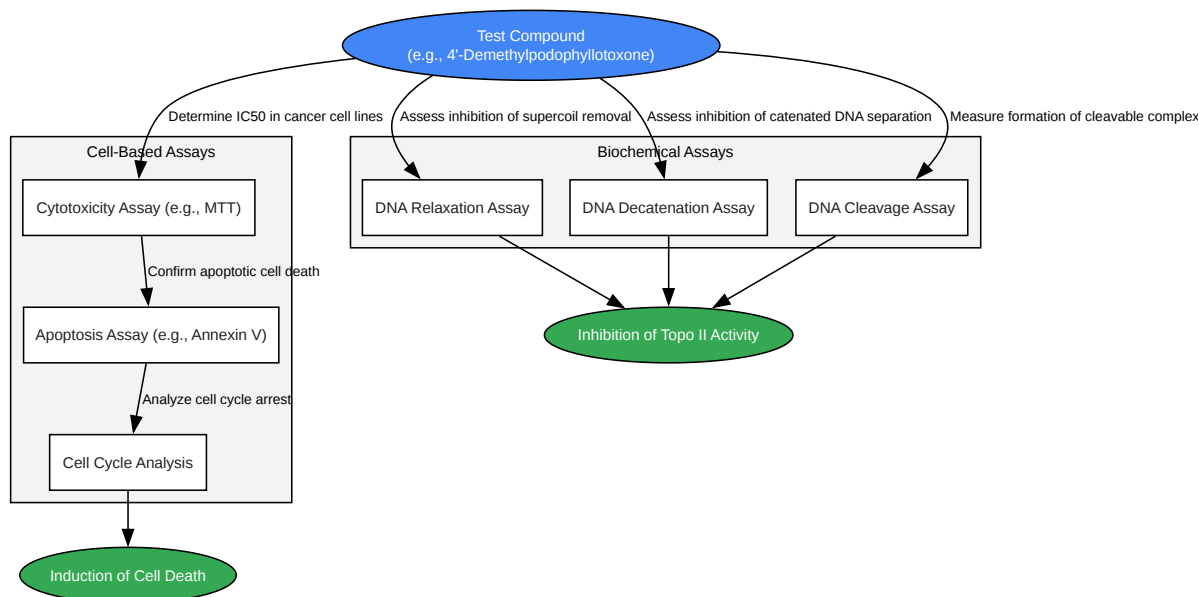 Test Compound
(e.g., 4'-Demethylpodophyllotoxone)
Determine IC50 in cancer cell lines
Assess inhibition of supercoil removal
Assess inhibition of catenated DNA separation
Measure formation of cleavable complex
Cell-Based Assays
Biochemical Assays
Cytotoxicity Assay (e.g., MTT)
DNA Relaxation Assay
DNA Decatenation Assay
DNA Cleavage Assay
Confirm apoptotic cell death
Apoptosis Assay (e.g., Annexin V)
Inhibition of Topo II Activity
Analyze cell cycle arrest
Cell Cycle Analysis
Induction of Cell Death